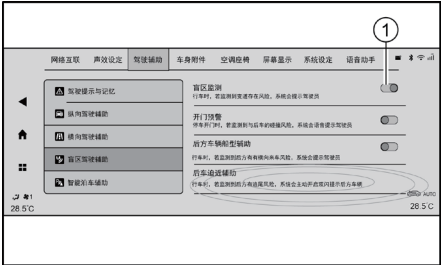 1
网络互联 声效设定 驾驶辅助 车身附件 空调座椅 屏幕显示 系统设定 语音助手
驾驶提示与记忆
纵向驾驶辅助
横向驾驶辅助
盲区驾驶辅助
智能泊车辅助
盲区监测
行车时，若监测到变道存在风险，系统会提示驾驶员
开门预警
停车开门时，若监测到与后车的碰撞风险，系统会语音提示驾驶员
后方车辆
行车时，若监测到后方有横向来车风险，系统会提示驾驶员
后车追近辅助
行车时，若监测到后方有追尾风险，系统会主动开启双闪提示后方车辆
1
28.5℃
AUTO
28.5℃